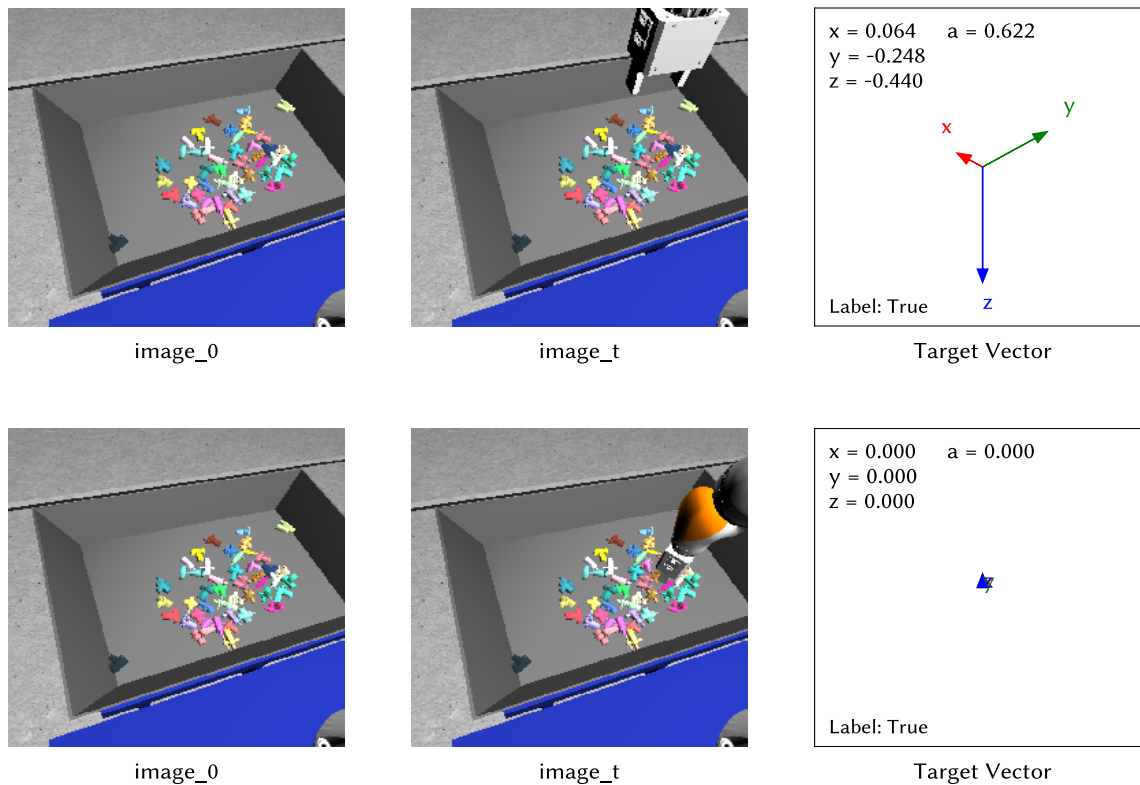 x = 0.064 a = 0.622
y = -0.248
z = -0.440
x
y
z
Label: True
image_0 image_t Target Vector
x = 0.000 a = 0.000
y = 0.000
z = 0.000
z
Label: True
image_0 image_t Target Vector